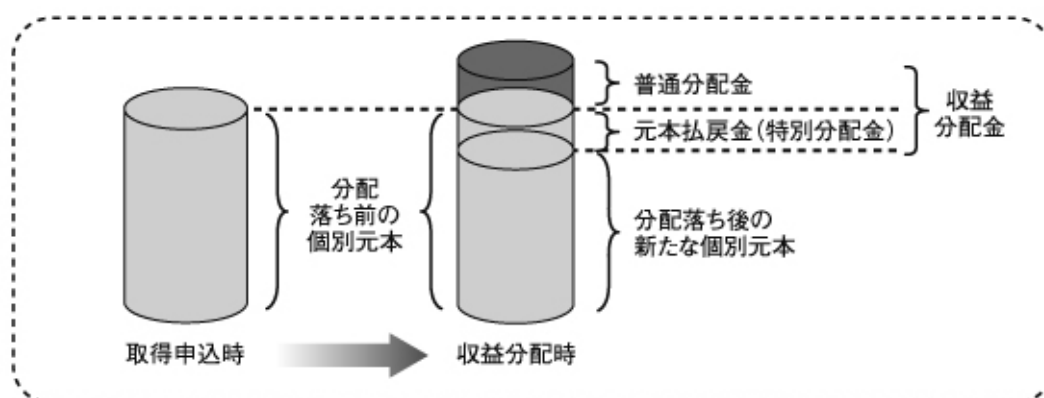 普通分配金
元本払戻金(特別分配金)
収益
分配金
分配
落ち前の
個別元本
分配落ち後の
新たな個別元本
取得申込時
収益分配時